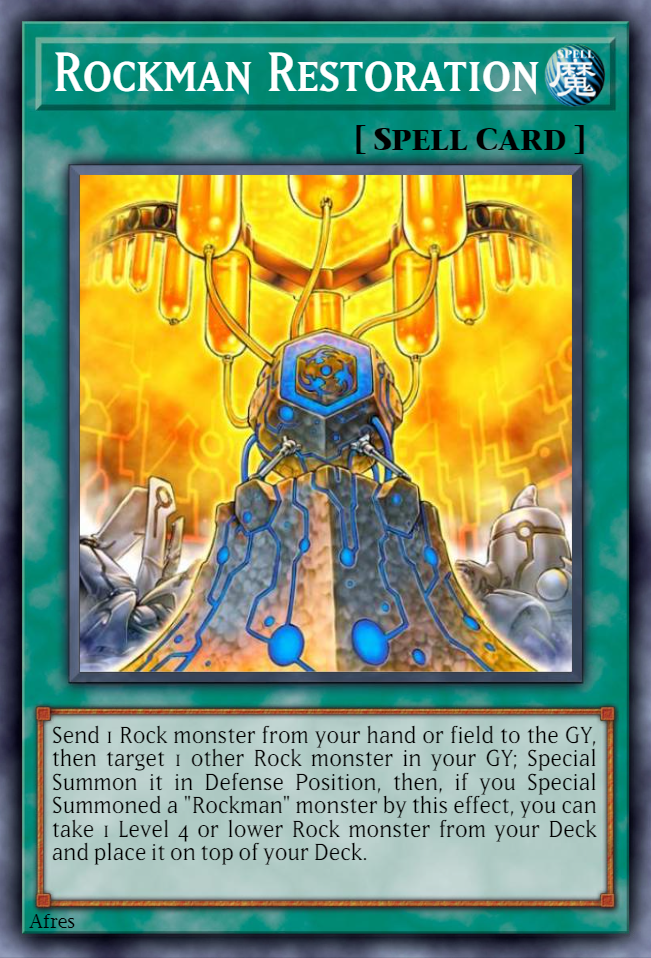 Rockman Restoration
SPELL
魔
[ Spell Card ]
Send 1 Rock monster from your hand or field to the GY,
then target 1 other Rock monster in your GY; Special
Summon it in Defense Position, then, if you Special
Summoned a "Rockman" monster by this effect, you can
take 1 Level 4 or lower Rock monster from your Deck
and place it on top of your Deck.
Afres